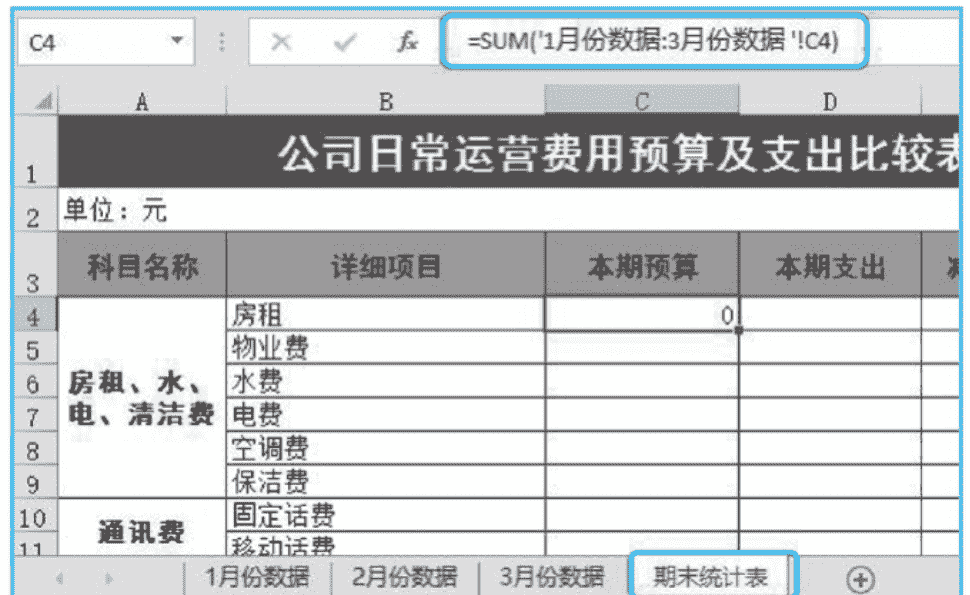 C4 fx =SUM('1月份数据:3月份数据 '!C4)
A B C D
1 公司日常运营费用预算及支出比较表
2 单位：元
3 科目名称 详细项目 本期预算 本期支出
4 房租 0
5 物业费
6 房租、水、 水费
7 电、清洁费 电费
8 空调费
9 保洁费
10 通讯费 固定话费
11 移动话费
1月份数据 2月份数据 3月份数据 期末统计表